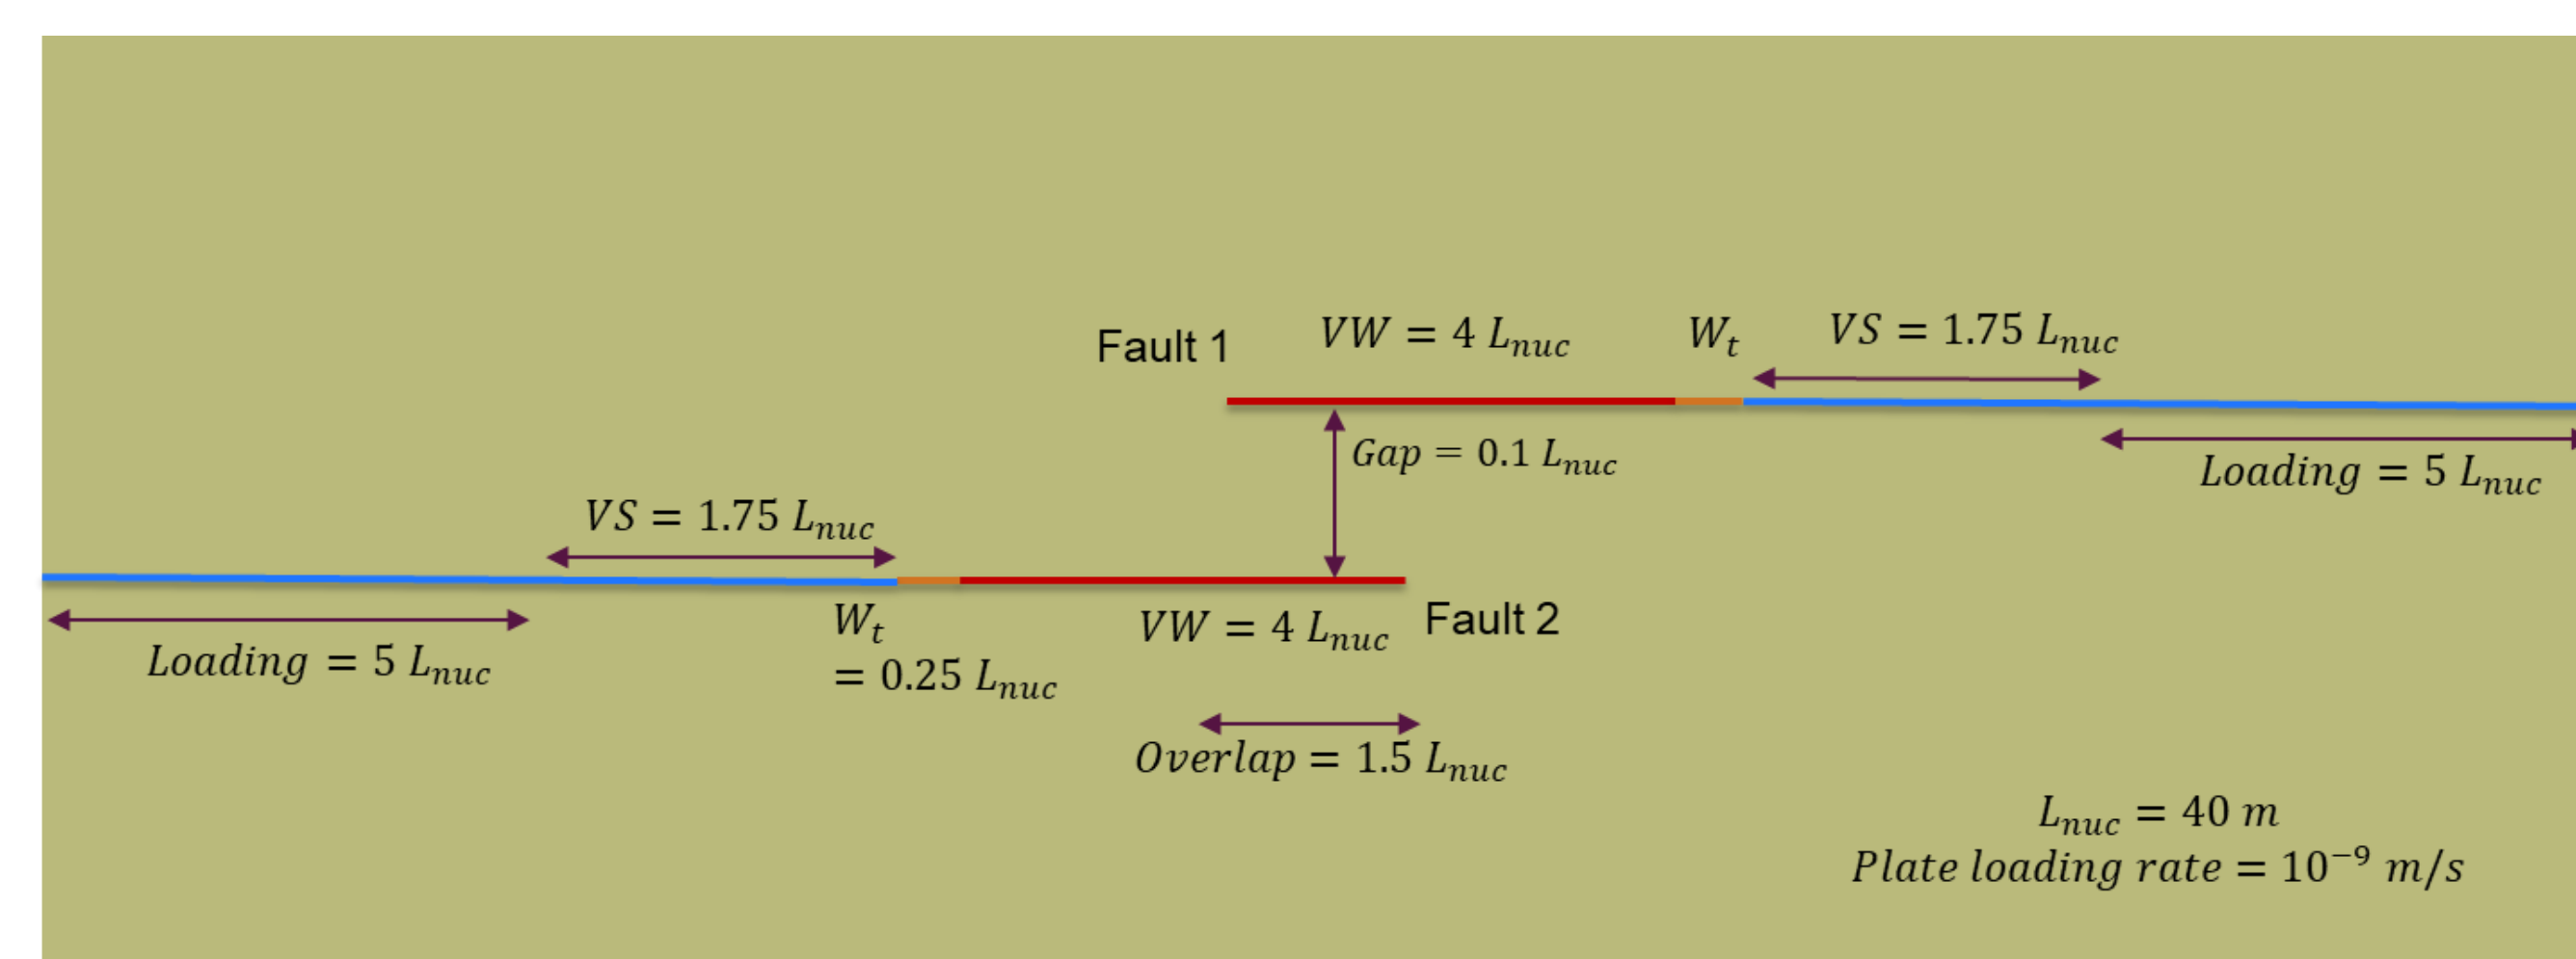 Fault 1
VW = 4 L_nuc
W_t
VS = 1.75 L_nuc
Gap = 0.1 L_nuc
Loading = 5 L_nuc
VS = 1.75 L_nuc
W_t
= 0.25 L_nuc
VW = 4 L_nuc
Fault 2
Loading = 5 L_nuc
Overlap = 1.5 L_nuc
L_nuc = 40 m
Plate loading rate = 10⁻⁹ m/s